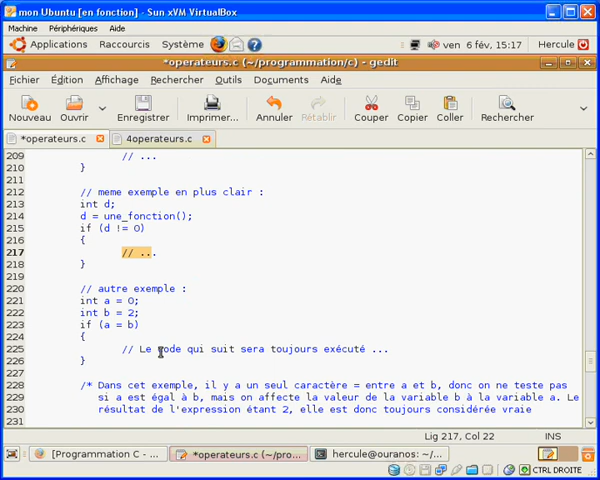 mon Ubuntu [en fonction] - Sun xVM VirtualBox
Machine Périphériques Aide
Applications Raccourcis Système ven 6 fév, 15:17 Hercule
*operateurs.c (~/programmation/c) - gedit
Fichier Édition Affichage Rechercher Outils Documents Aide
Nouveau Ouvrir Enregistrer Imprimer... Annuler Rétablir Couper Copier Coller Rechercher
*operateurs.c 4operateurs.c
209 // ...
210 }
211
212 // meme exemple en plus clair :
213 int d;
214 d = une_fonction();
215 if (d != 0)
216 {
217 // ...
218 }
219
220 // autre exemple :
221 int a = 0;
222 int b = 2;
223 if (a = b)
224 {
225 // Le code qui suit sera toujours exécuté ...
226 }
227
228 /* Dans cet exemple, il y a un seul caractère = entre a et b, donc on ne teste pas
229 si a est égal à b, mais on affecte la valeur de la variable b à la variable a. Le
230 résultat de l'expression étant 2, elle est donc toujours considérée vraie
231
Lig 217, Col 22 INS
[Programmation C - ... *operateurs.c (~/pro... hercule@ouranos: ~/...
CTRL DROITE